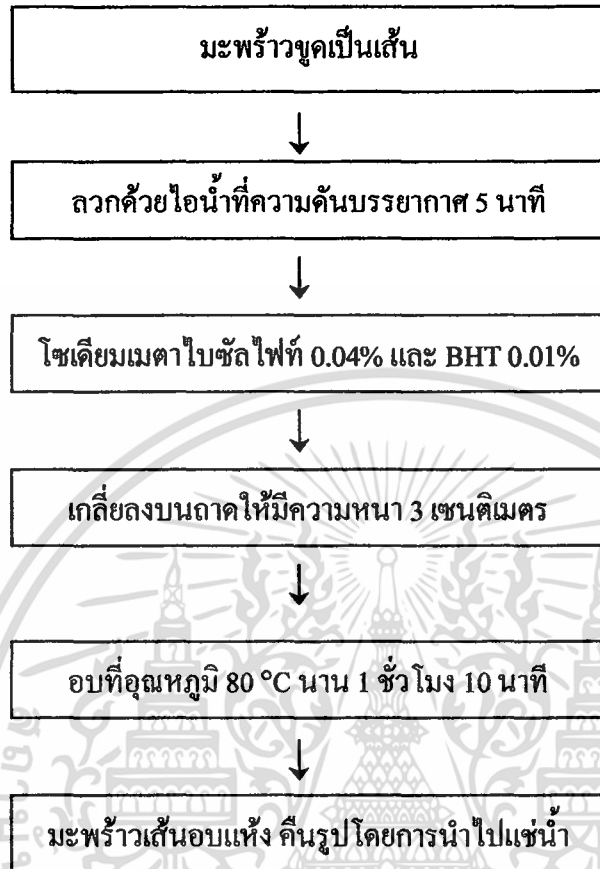 มะพร้าวขูดเป็นเส้น
ลวกด้วยไอน้ำที่ความดันบรรยากาศ 5 นาที
โซเดียมเมตาไบซัลไฟท์ 0.04% และ BHT 0.01%
เกลี่ยลงบนถาดให้มีความหนา 3 เซนติเมตร
อบที่อุณหภูมิ 80 °C นาน 1 ชั่วโมง 10 นาที
มะพร้าวเส้นอบแห้ง คืนรูปโดยการนำไปแช่น้ำ